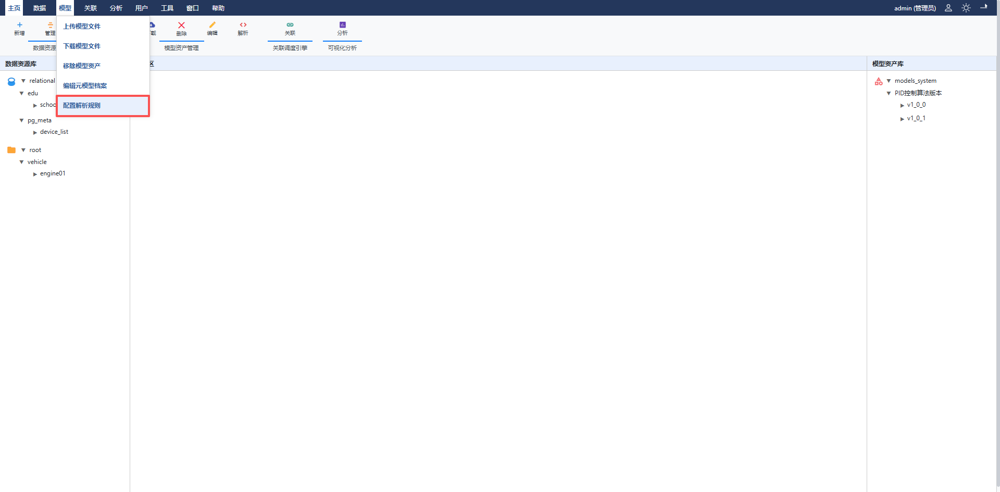 主页 数据 模型 关联 分析 用户 工具 窗口 帮助 admin (管理员)
新增 管理 载 删除 编辑 解析 关联 分析
数据资源 模型资产管理 关联调度引擎 可视化分析
上传模型文件
下载模型文件
移除模型资产
编辑元模型档案
配置解析规则
数据资源库
区
模型资产库
relational
edu
schoo
pg_meta
device_list
root
vehicle
engine01
models_system
PID控制算法版本
v1_0_0
v1_0_1